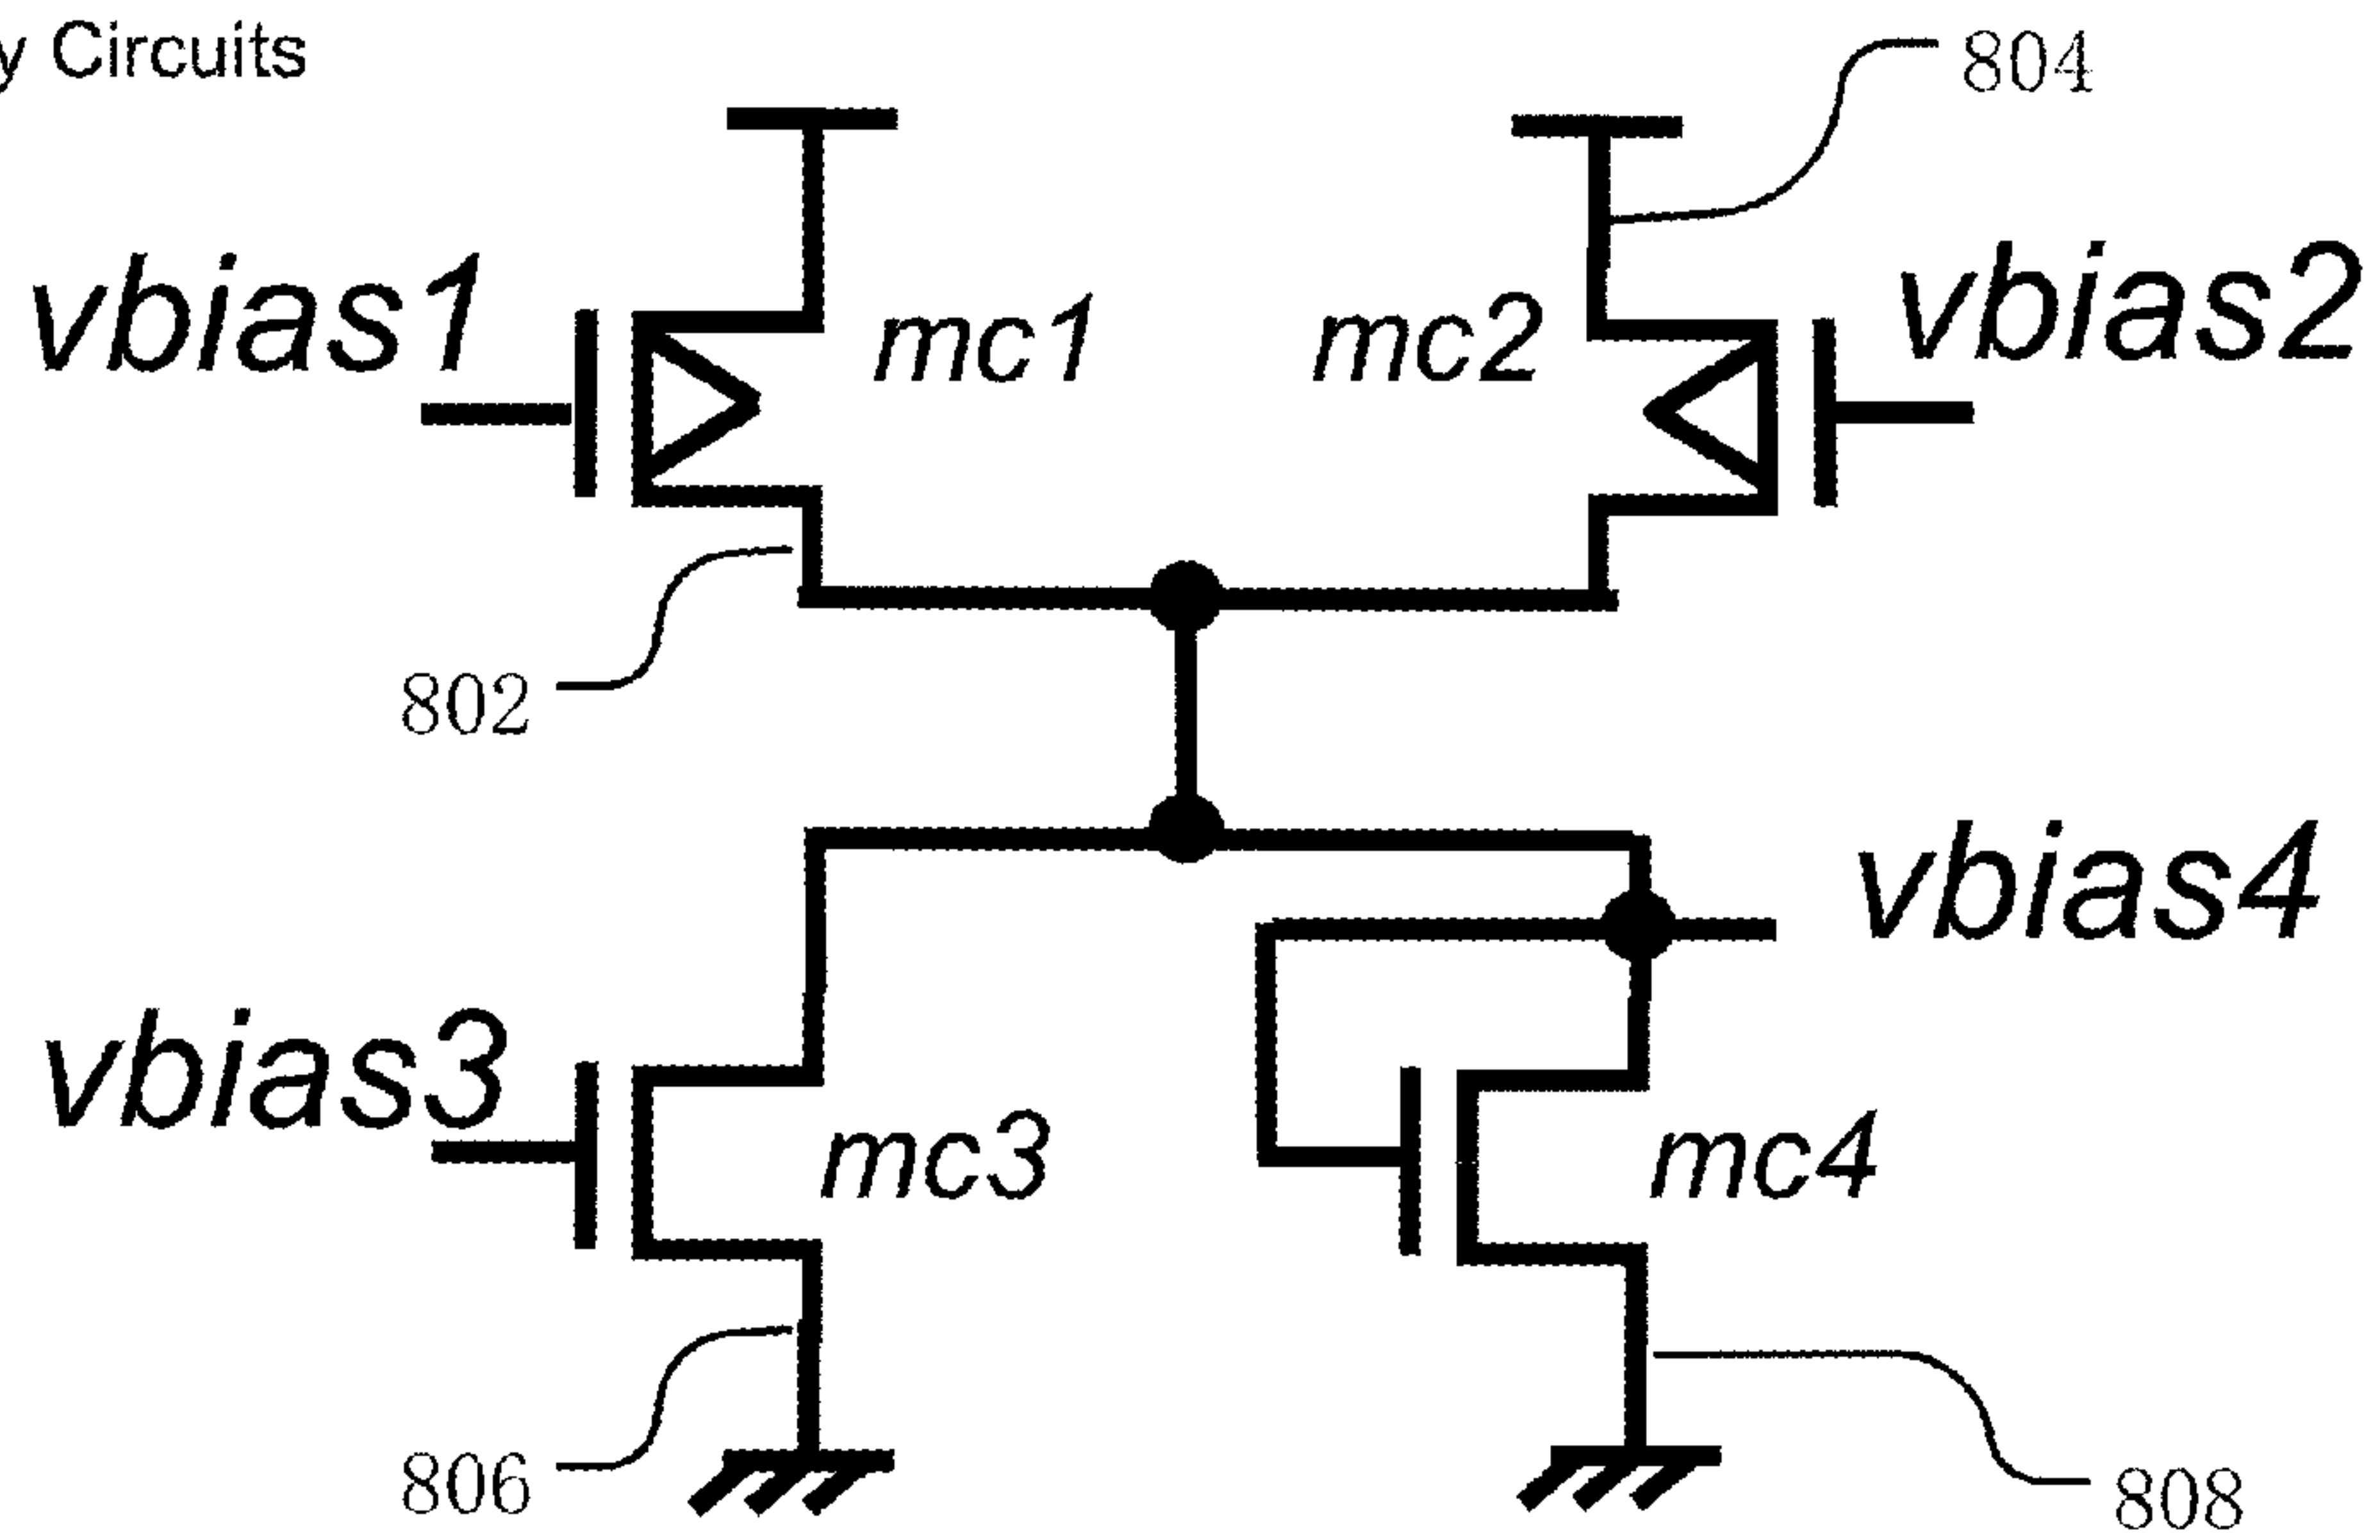 y Circuits
804
vbias1
mc1
mc2
vbias2
802
vbias4
vbias3
mc3
mc4
806
808